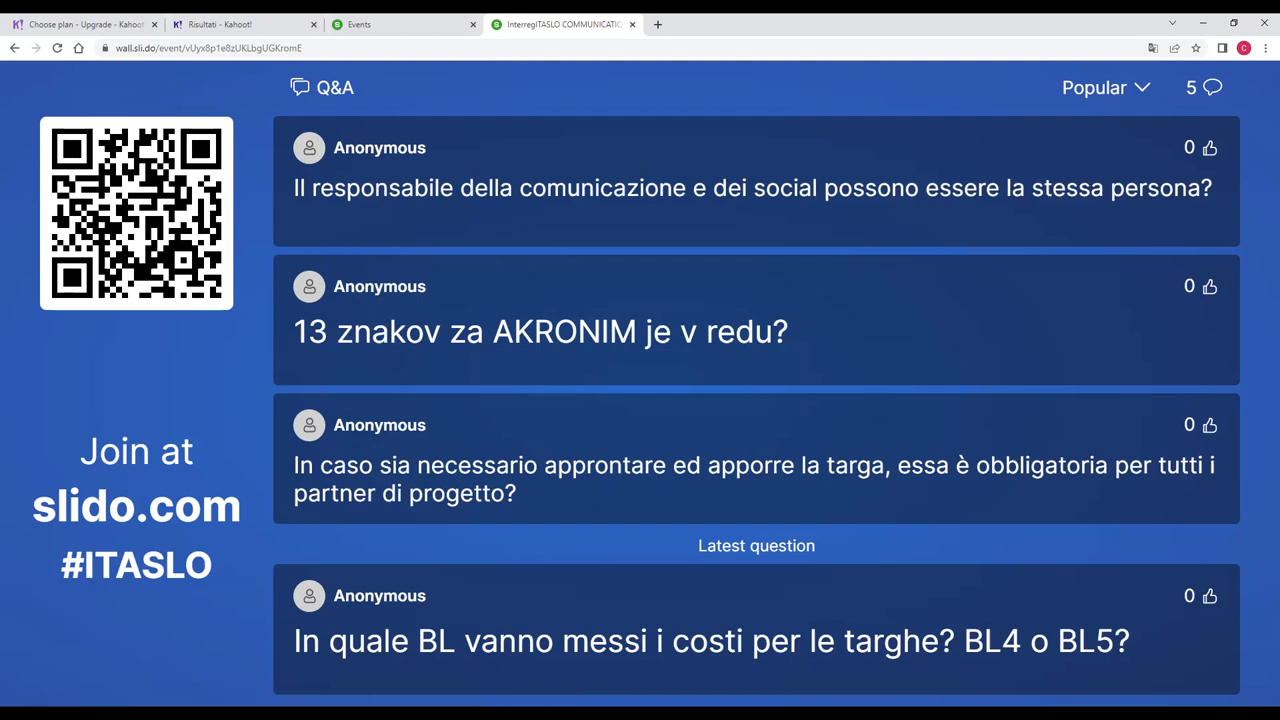 Choose plan - Upgrade - Kahoot!
Risultati - Kahoot!
Events
InterregITASLO COMMUNICATIO
wall.sli.do/event/vUyx8p1e8zUKLbgUGKromE
C
Q&A
Popular
5
Anonymous
0
Il responsabile della comunicazione e dei social possono essere la stessa persona?
Anonymous
0
13 znakov za AKRONIM je v redu?
Anonymous
0
In caso sia necessario approntare ed apporre la targa, essa è obbligatoria per tutti i
partner di progetto?
Latest question
Anonymous
0
In quale BL vanno messi i costi per le targhe? BL4 o BL5?
Join at
slido.com
#ITASLO